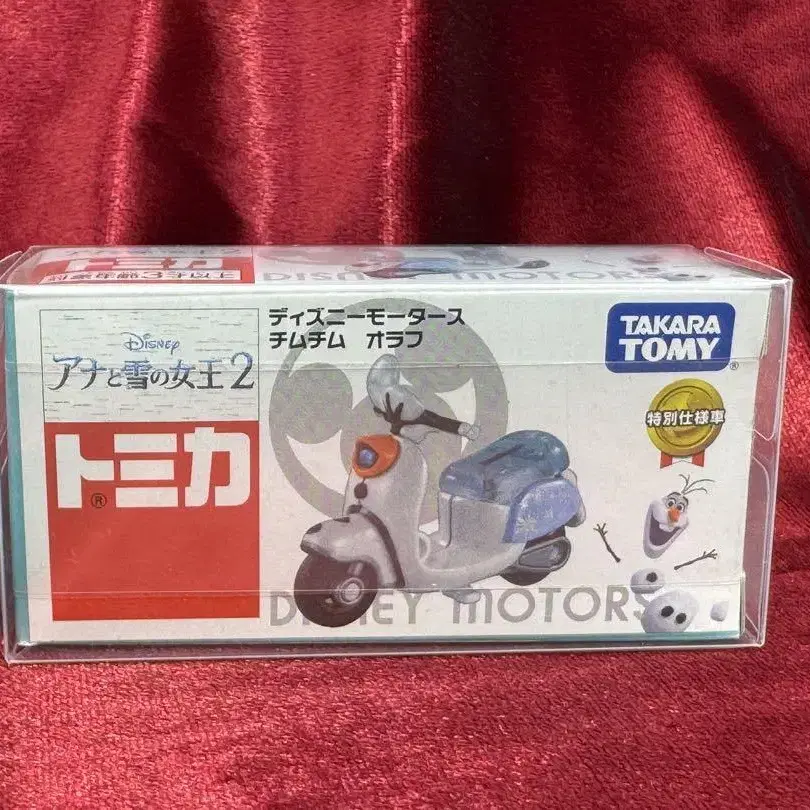 トミカ
対象年齢3才以上
DISNEY MOTORS
Disney
アナと雪の女王2
ディズニーモータース
チムチム オラフ
TAKARA
TOMY
®
特別仕様車
トミカ
®
DISNEY MOTORS